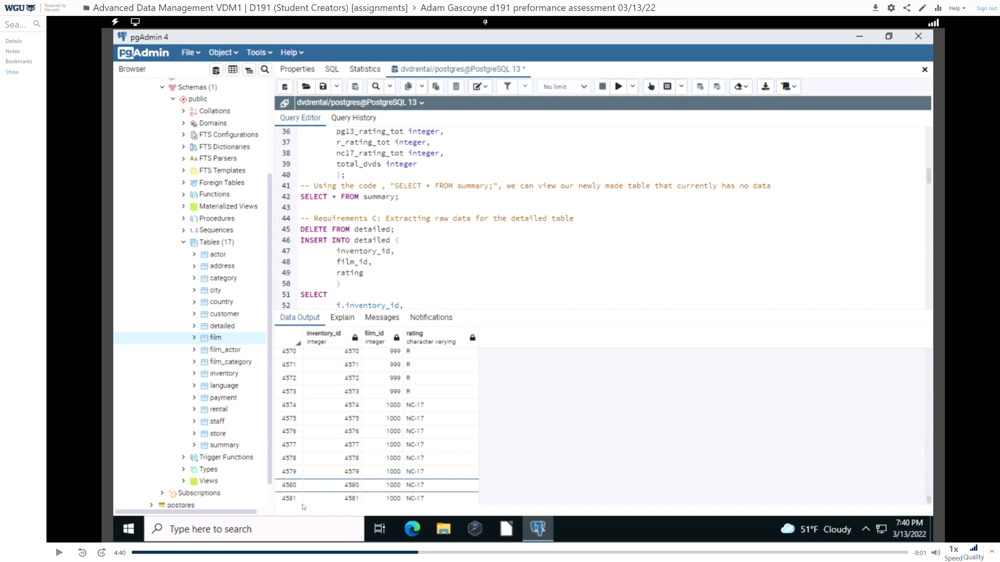 WGU Powered by Panopto
Advanced Data Management VDM1 | D191 (Student Creators) [assignments] > Adam Gascoyne d191 preformance assessment 03/13/22
Help
Sign out
Sea...
Details
Notes
Bookmarks
Show
pgAdmin 4
pgAdmin File Object Tools Help
Browser
Properties SQL Statistics dvdrental/postgres@PostgreSQL 13 *
No limit
dvdrental/postgres@PostgreSQL 13
Query Editor Query History
Schemas (1)
public
Collations
Domains
FTS Configurations
FTS Dictionaries
Aa FTS Parsers
FTS Templates
Foreign Tables
Functions
Materialized Views
Procedures
1..3 Sequences
Tables (17)
actor
address
category
city
country
customer
detailed
film
film_actor
film_category
inventory
language
payment
rental
staff
store
summary
Trigger Functions
Types
Views
Subscriptions
postgres
36 pg13_rating_tot integer,
37 r_rating_tot integer,
38 nc17_rating_tot integer,
39 total_dvds integer
40 );
41 -- Using the code , "SELECT * FROM summary;", we can view our newly made table that currently has no data
42 SELECT * FROM summary;
43
44 -- Requirements C: Extracting raw data for the detailed table
45 DELETE FROM detailed;
46 INSERT INTO detailed (
47 inventory_id,
48 film_id,
49 rating
50 )
51 SELECT
52 i.inventory_id,
Data Output Explain Messages Notifications
inventory_id film_id rating
integer integer character varying
4570 4570 999 R
4571 4571 999 R
4572 4572 999 R
4573 4573 999 R
4574 4574 1000 NC-17
4575 4575 1000 NC-17
4576 4576 1000 NC-17
4577 4577 1000 NC-17
4578 4578 1000 NC-17
4579 4579 1000 NC-17
4580 4580 1000 NC-17
4581 4581 1000 NC-17
Type here to search
51°F Cloudy
7:40 PM
3/13/2022
10 10 4:40
-8:01
1x
Speed Quality